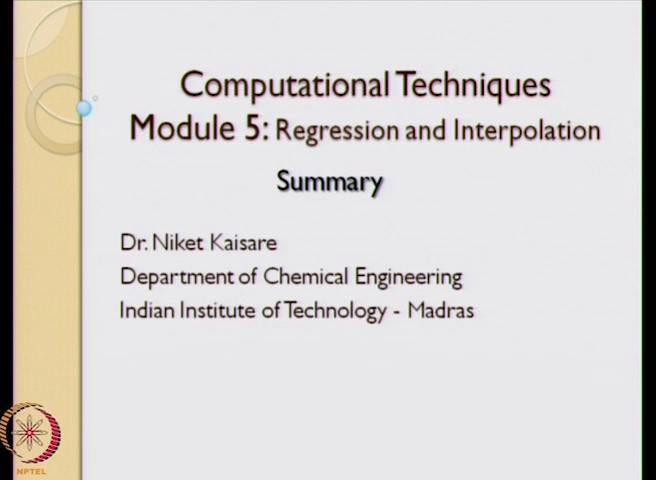 Computational Techniques
Module 5: Regression and Interpolation
Summary
Dr. Niket Kaisare
Department of Chemical Engineering
Indian Institute of Technology - Madras
NPTEL